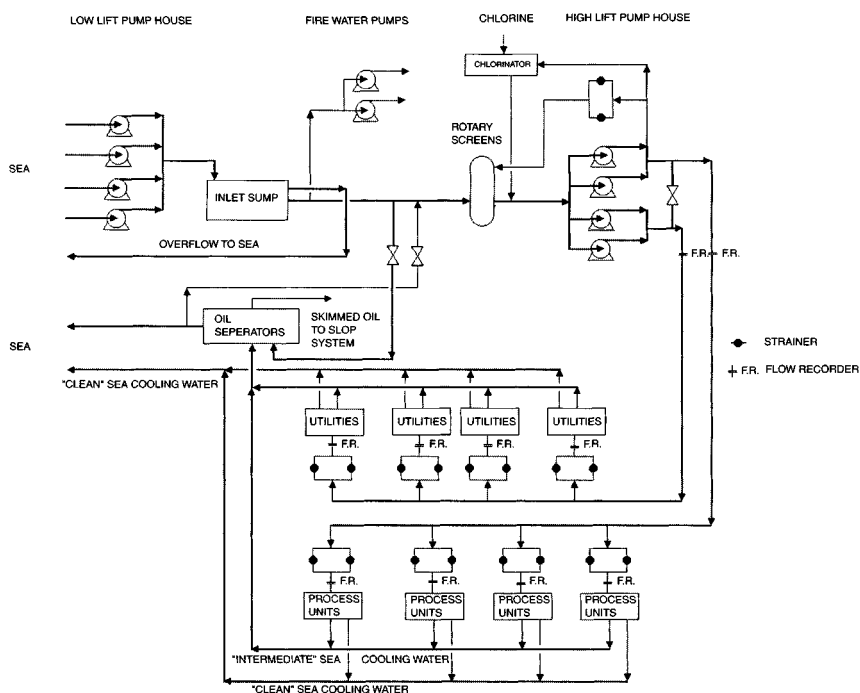 LOW LIFT PUMP HOUSE
FIRE WATER PUMPS
CHLORINE
HIGH LIFT PUMP HOUSE
CHLORINATOR
ROTARY
SCREENS
SEA
INLET SUMP
OVERFLOW TO SEA
F.R.
F.R.
OIL
SEPERATORS
SKIMMED OIL
TO SLOP
SYSTEM
SEA
STRAINER
F.R. FLOW RECORDER
"CLEAN" SEA COOLING WATER
UTILITIES
UTILITIES
UTILITIES
UTILITIES
F.R.
F.R.
F.R.
F.R.
F.R.
F.R.
F.R.
F.R.
PROCESS
UNITS
PROCESS
UNITS
PROCESS
UNITS
PROCESS
UNITS
"INTERMEDIATE" SEA COOLING WATER
"CLEAN" SEA COOLING WATER